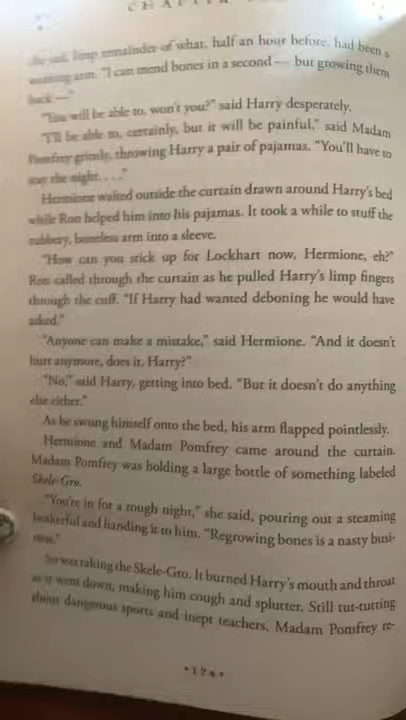 CHA
the sad, limp remainder of what, half an hour before, had been a
working arm. "I can mend bones in a second — but growing them
back —"
"You will be able to, won't you?" said Harry desperately.
"I'll be able to, certainly, but it will be painful," said Madam
Pomfrey grimly, throwing Harry a pair of pajamas. "You'll have to
stay the night. . . ."
Hermione waited outside the curtain drawn around Harry's bed
while Ron helped him into his pajamas. It took a while to stuff the
rubbery, boneless arm into a sleeve.
"How can you stick up for Lockhart now, Hermione, eh?"
Ron called through the curtain as he pulled Harry's limp fingers
through the cuff. "If Harry had wanted deboning he would have
asked."
"Anyone can make a mistake," said Hermione. "And it doesn't
hurt anymore, does it, Harry?"
"No," said Harry, getting into bed. "But it doesn't do anything
else either."
As he swung himself onto the bed, his arm flapped pointlessly.
Hermione and Madam Pomfrey came around the curtain.
Madam Pomfrey was holding a large bottle of something labeled
Skele-Gro.
"You're in for a rough night," she said, pouring out a steaming
beakerful and handing it to him. "Regrowing bones is a nasty busi-
ness."
So was taking the Skele-Gro. It burned Harry's mouth and throat
as it went down, making him cough and splutter. Still tut-tutting
about dangerous sports and inept teachers, Madam Pomfrey re-
• 174 •